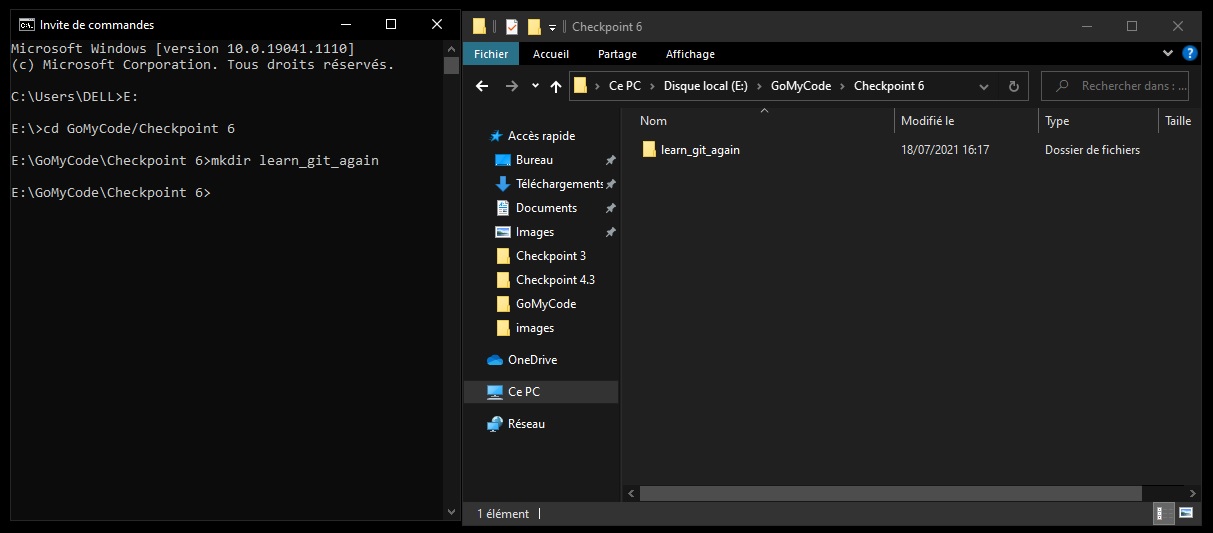 Invite de commandes
Microsoft Windows [version 10.0.19041.1110]
(c) Microsoft Corporation. Tous droits réservés.
C:\Users\DELL>E:
E:\>cd GoMyCode/Checkpoint 6
E:\GoMyCode\Checkpoint 6>mkdir learn_git_again
E:\GoMyCode\Checkpoint 6>
Checkpoint 6
Fichier Accueil Partage Affichage
Ce PC > Disque local (E:) > GoMyCode > Checkpoint 6
Rechercher dans : ...
Accès rapide
Bureau
Téléchargements
Documents
Images
Checkpoint 3
Checkpoint 4.3
GoMyCode
images
OneDrive
Ce PC
Réseau
Nom Modifié le Type Taille
learn_git_again 18/07/2021 16:17 Dossier de fichiers
1 élément